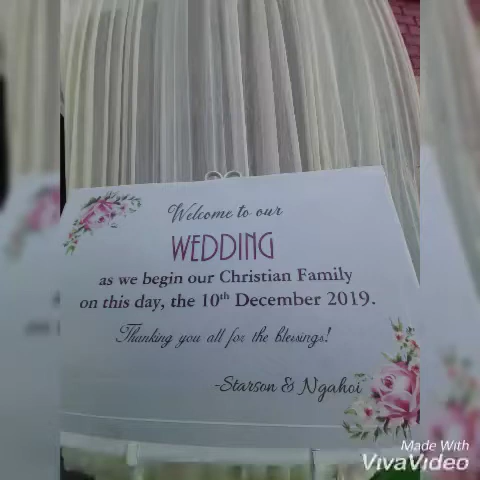 Welcome to our
WEDDING
as we begin our Christian Family
on this day, the 10th December 2019.
Thanking you all for the blessings!
-Starson & Ngahoi
Made With
VivaVideo